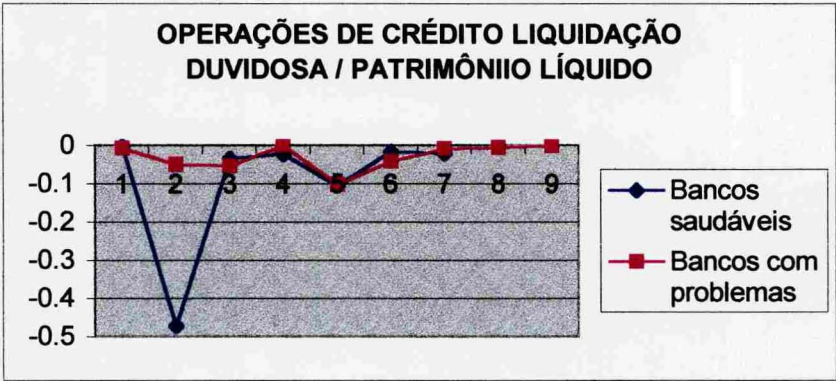 OPERAÇÕES DE CRÉDITO LIQUIDAÇÃO
DUVIDOSA / PATRIMÔNIIO LÍQUIDO
0
-0.1
-0.2
-0.3
-0.4
-0.5
1 2 3 4 5 6 7 8 9
Bancos
saudáveis
Bancos com
problemas